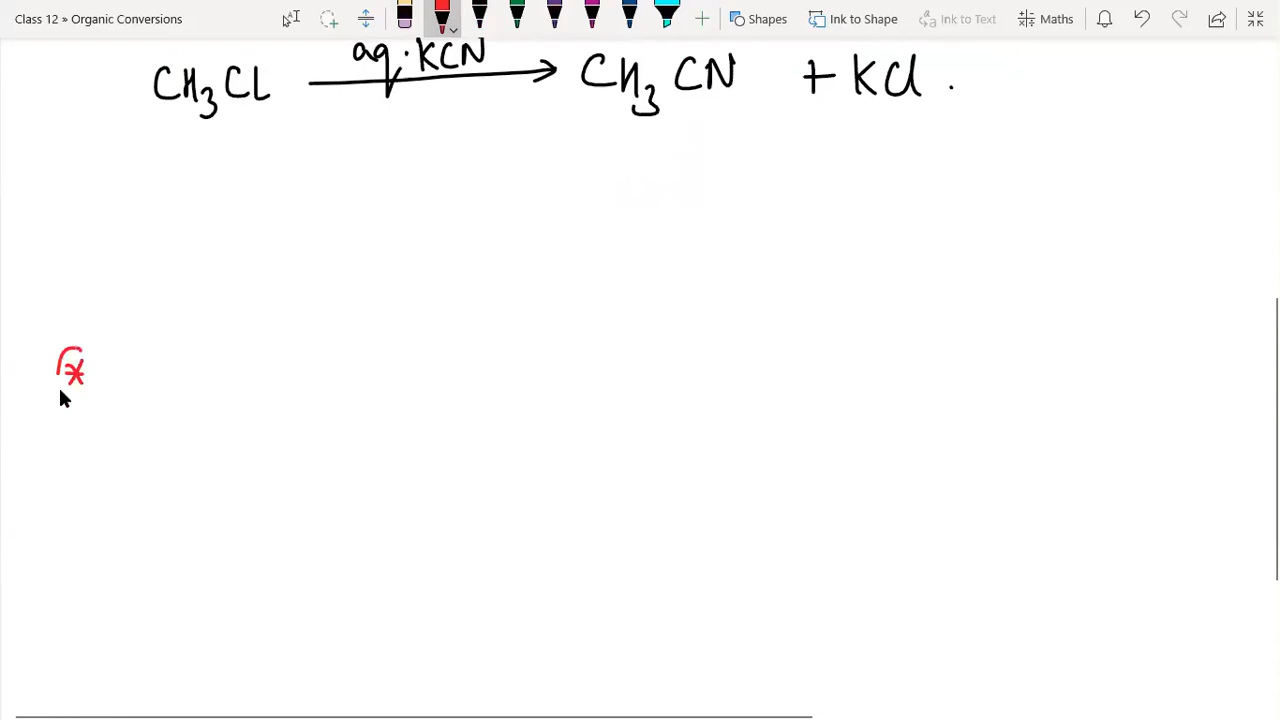 Class 12 » Organic Conversions Shapes Ink to Shape Ink to Text Maths
aq. KCN
CH3Cl → CH3CN + KCl.
*